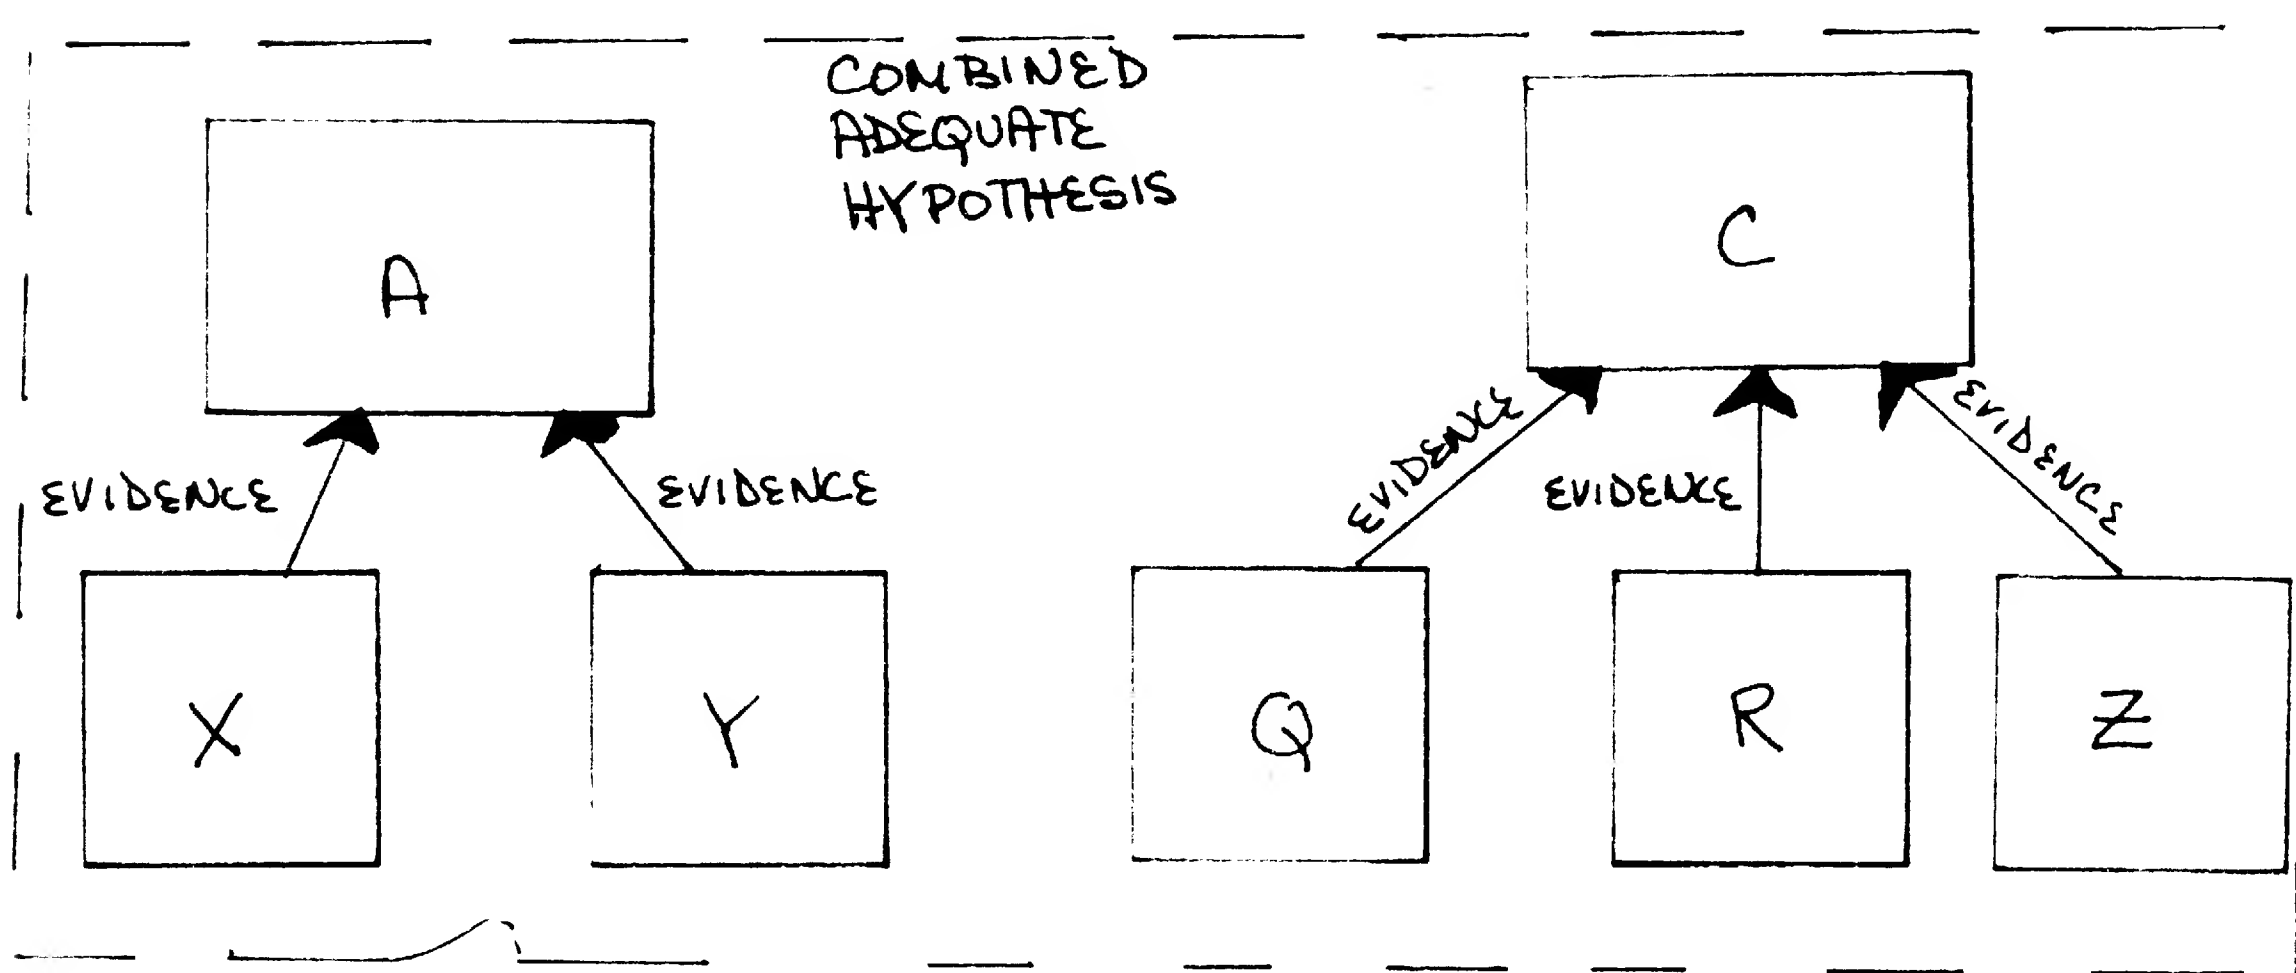 COMBINED
ADEQUATE
HYPOTHESIS
A
C
EVIDENCE
EVIDENCE
EVIDENCE
EVIDENCE
EVIDENCE
X
Y
Q
R
Z